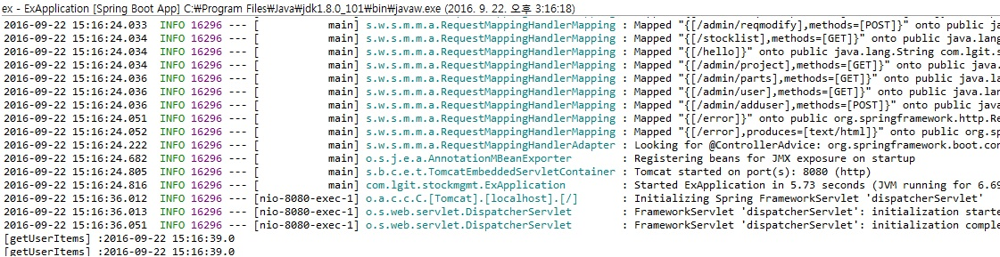 ex - ExApplication [Spring Boot App] C:\Program Files\Java\jdk1.8.0_101\bin\javaw.exe (2016. 9. 22. 오후 3:16:18)
2016-09-22 15:16:24.033  INFO 16296 --- [           main] s.w.s.m.m.a.RequestMappingHandlerMapping : Mapped "{[/admin/reqmodify],methods=[POST]}" onto public ja
2016-09-22 15:16:24.034  INFO 16296 --- [           main] s.w.s.m.m.a.RequestMappingHandlerMapping : Mapped "{[/stocklist],methods=[GET]}" onto public java.lang
2016-09-22 15:16:24.034  INFO 16296 --- [           main] s.w.s.m.m.a.RequestMappingHandlerMapping : Mapped "{[/hello]}" onto public java.lang.String com.lgit.s
2016-09-22 15:16:24.034  INFO 16296 --- [           main] s.w.s.m.m.a.RequestMappingHandlerMapping : Mapped "{[/admin/project],methods=[GET]}" onto public java.
2016-09-22 15:16:24.036  INFO 16296 --- [           main] s.w.s.m.m.a.RequestMappingHandlerMapping : Mapped "{[/admin/parts],methods=[GET]}" onto public java.la
2016-09-22 15:16:24.036  INFO 16296 --- [           main] s.w.s.m.m.a.RequestMappingHandlerMapping : Mapped "{[/admin/user],methods=[GET]}" onto public java.lan
2016-09-22 15:16:24.036  INFO 16296 --- [           main] s.w.s.m.m.a.RequestMappingHandlerMapping : Mapped "{[/admin/adduser],methods=[POST]}" onto public java
2016-09-22 15:16:24.051  INFO 16296 --- [           main] s.w.s.m.m.a.RequestMappingHandlerMapping : Mapped "{[/error]}" onto public org.springframework.http.Re
2016-09-22 15:16:24.052  INFO 16296 --- [           main] s.w.s.m.m.a.RequestMappingHandlerMapping : Mapped "{[/error],produces=[text/html]}" onto public org.sp
2016-09-22 15:16:24.222  INFO 16296 --- [           main] s.w.s.m.m.a.RequestMappingHandlerAdapter : Looking for @ControllerAdvice: org.springframework.boot.con
2016-09-22 15:16:24.682  INFO 16296 --- [           main] o.s.j.e.a.AnnotationMBeanExporter        : Registering beans for JMX exposure on startup
2016-09-22 15:16:24.805  INFO 16296 --- [           main] s.b.c.e.t.TomcatEmbeddedServletContainer : Tomcat started on port(s): 8080 (http)
2016-09-22 15:16:24.816  INFO 16296 --- [           main] com.lgit.stockmgmt.ExApplication         : Started ExApplication in 5.73 seconds (JVM running for 6.69
2016-09-22 15:16:36.012  INFO 16296 --- [nio-8080-exec-1] o.a.c.c.C.[Tomcat].[localhost].[/]       : Initializing Spring FrameworkServlet 'dispatcherServlet'
2016-09-22 15:16:36.013  INFO 16296 --- [nio-8080-exec-1] o.s.web.servlet.DispatcherServlet        : FrameworkServlet 'dispatcherServlet': initialization starte
2016-09-22 15:16:36.051  INFO 16296 --- [nio-8080-exec-1] o.s.web.servlet.DispatcherServlet        : FrameworkServlet 'dispatcherServlet': initialization comple
[getUserItems] :2016-09-22 15:16:39.0
[getUserItems] :2016-09-22 15:16:39.0